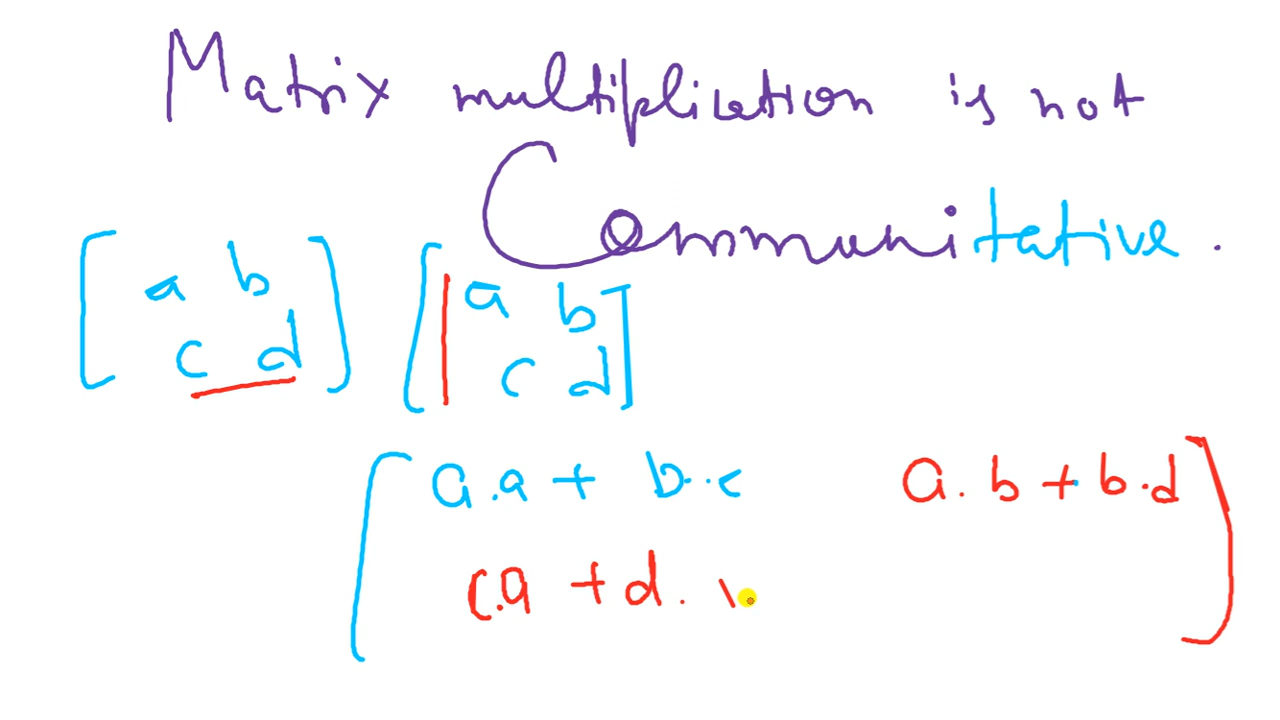 Matrix multiplication is not
Communitative.
[a b] [a b]
[c d] [c d]
a.a + b.c a.b + b.d
c.a + d.